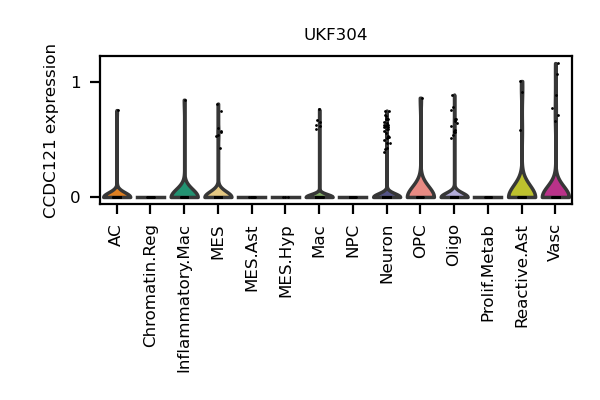 UKF304
CCDC121 expression
1
0
AC
Chromatin.Reg
Inflammatory.Mac
MES
MES.Ast
MES.Hyp
Mac
NPC
Neuron
OPC
Oligo
Prolif.Metab
Reactive.Ast
Vasc